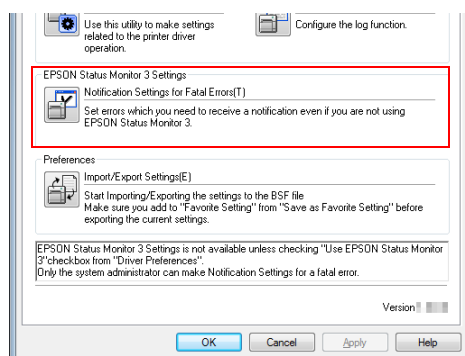 Use this utility to make settings
related to the printer driver
operation.
Configure the log function.
EPSON Status Monitor 3 Settings
Notification Settings for Fatal Errors(T)
Set errors which you need to receive a notification even if you are not using
EPSON Status Monitor 3.
Preferences
Import/Export Settings(E)
Start Importing/Exporting the settings to the BSF file
Make sure you add to "Favorite Setting" from "Save as Favorite Setting" before
exporting the current settings.
EPSON Status Monitor 3 Settings is not available unless checking "Use EPSON Status Monitor
3"checkbox from "Driver Preferences".
Only the system administrator can make Notification Settings for a fatal error.
Version
OK
Cancel
Apply
Help